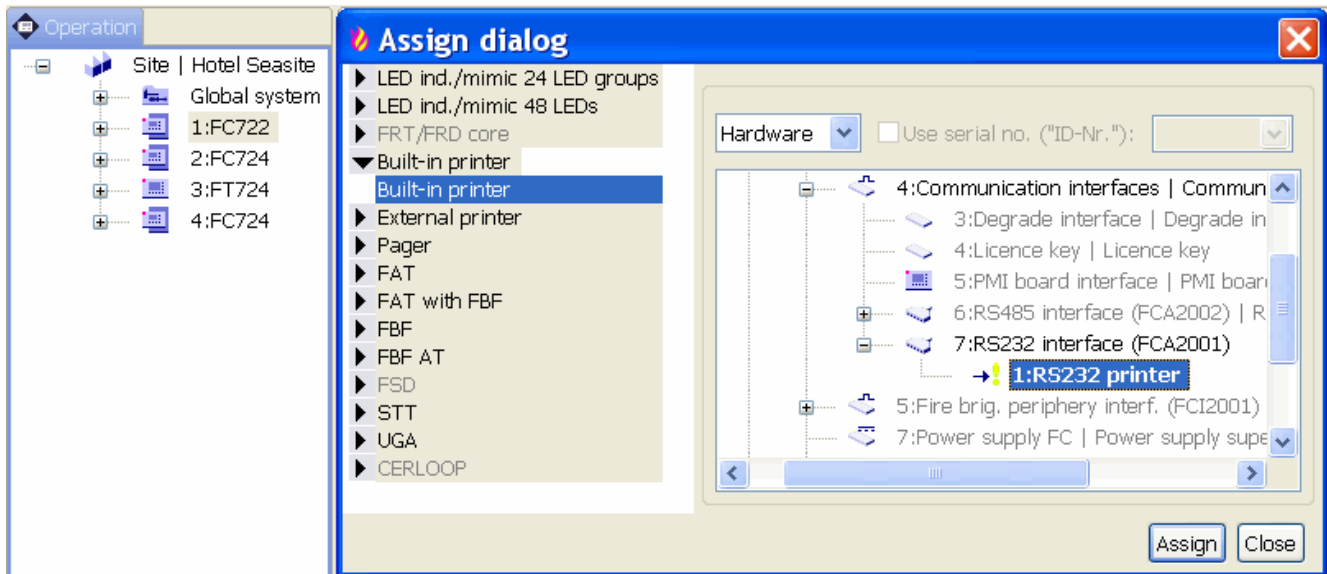 Operation
Site | Hotel Seasite
Global system
1:FC722
2:FC724
3:FT724
4:FC724
Assign dialog
LED ind./mimic 24 LED groups
LED ind./mimic 48 LEDs
FRT/FRD core
Built-in printer
Built-in printer
External printer
Pager
FAT
FAT with FBF
FBF
FBF AT
FSD
STT
UGA
CERLOOP
Hardware
Use serial no. ("ID-Nr."):
4:Communication interfaces | Commun
3:Degrade interface | Degrade in
4:Licence key | Licence key
5:PMI board interface | PMI boar
6:RS485 interface (FCA2002) | R
7:RS232 interface (FCA2001)
1:RS232 printer
5:Fire brig. periphery interf. (FCI2001)
7:Power supply FC | Power supply supe
Assign
Close